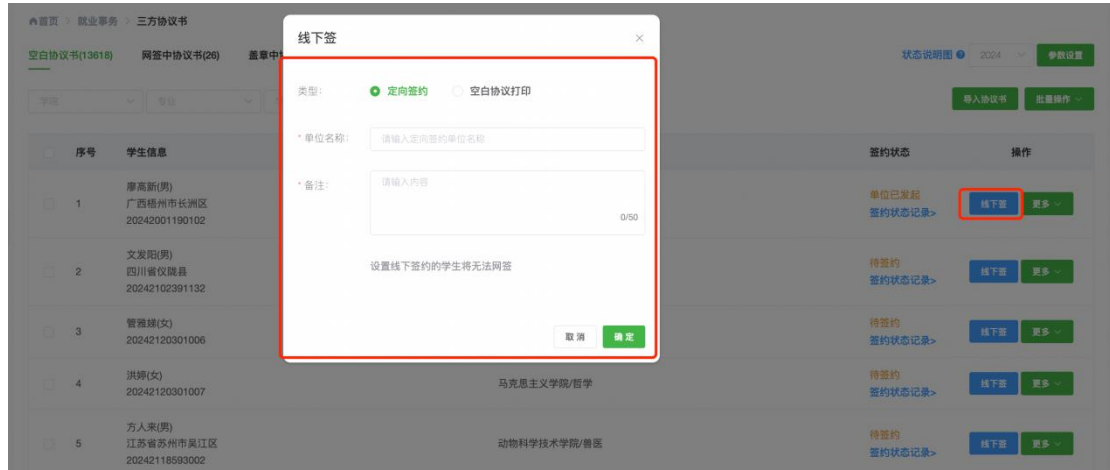 首页 > 就业事务 > 三方协议书
空白协议书(13618) 网签中协议书(26) 盖章中
状态说明图 2024 参数设置
学院 专业
导入协议书 批量操作
序号 学生信息 签约状态 操作
1 廖高新(男) 广西梧州市长洲区 20242001190102 单位已发起 签约状态记录> 线下签 更多
2 文发阳(男) 四川省仪陇县 20242102391132 待签约 签约状态记录> 线下签 更多
3 管雅娣(女) 20242120301006 待签约 签约状态记录> 线下签 更多
4 洪婷(女) 20242120301007 马克思主义学院/哲学 待签约 签约状态记录> 线下签 更多
5 方人来(男) 江苏省苏州市吴江区 20242118593002 动物科学技术学院/兽医 待签约 签约状态记录> 线下签 更多
线下签 ×
类型: 定向签约 空白协议打印
* 单位名称: 请输入定向签约单位名称
* 备注: 请输入内容
0/50
设置线下签约的学生将无法网签
取消 确定